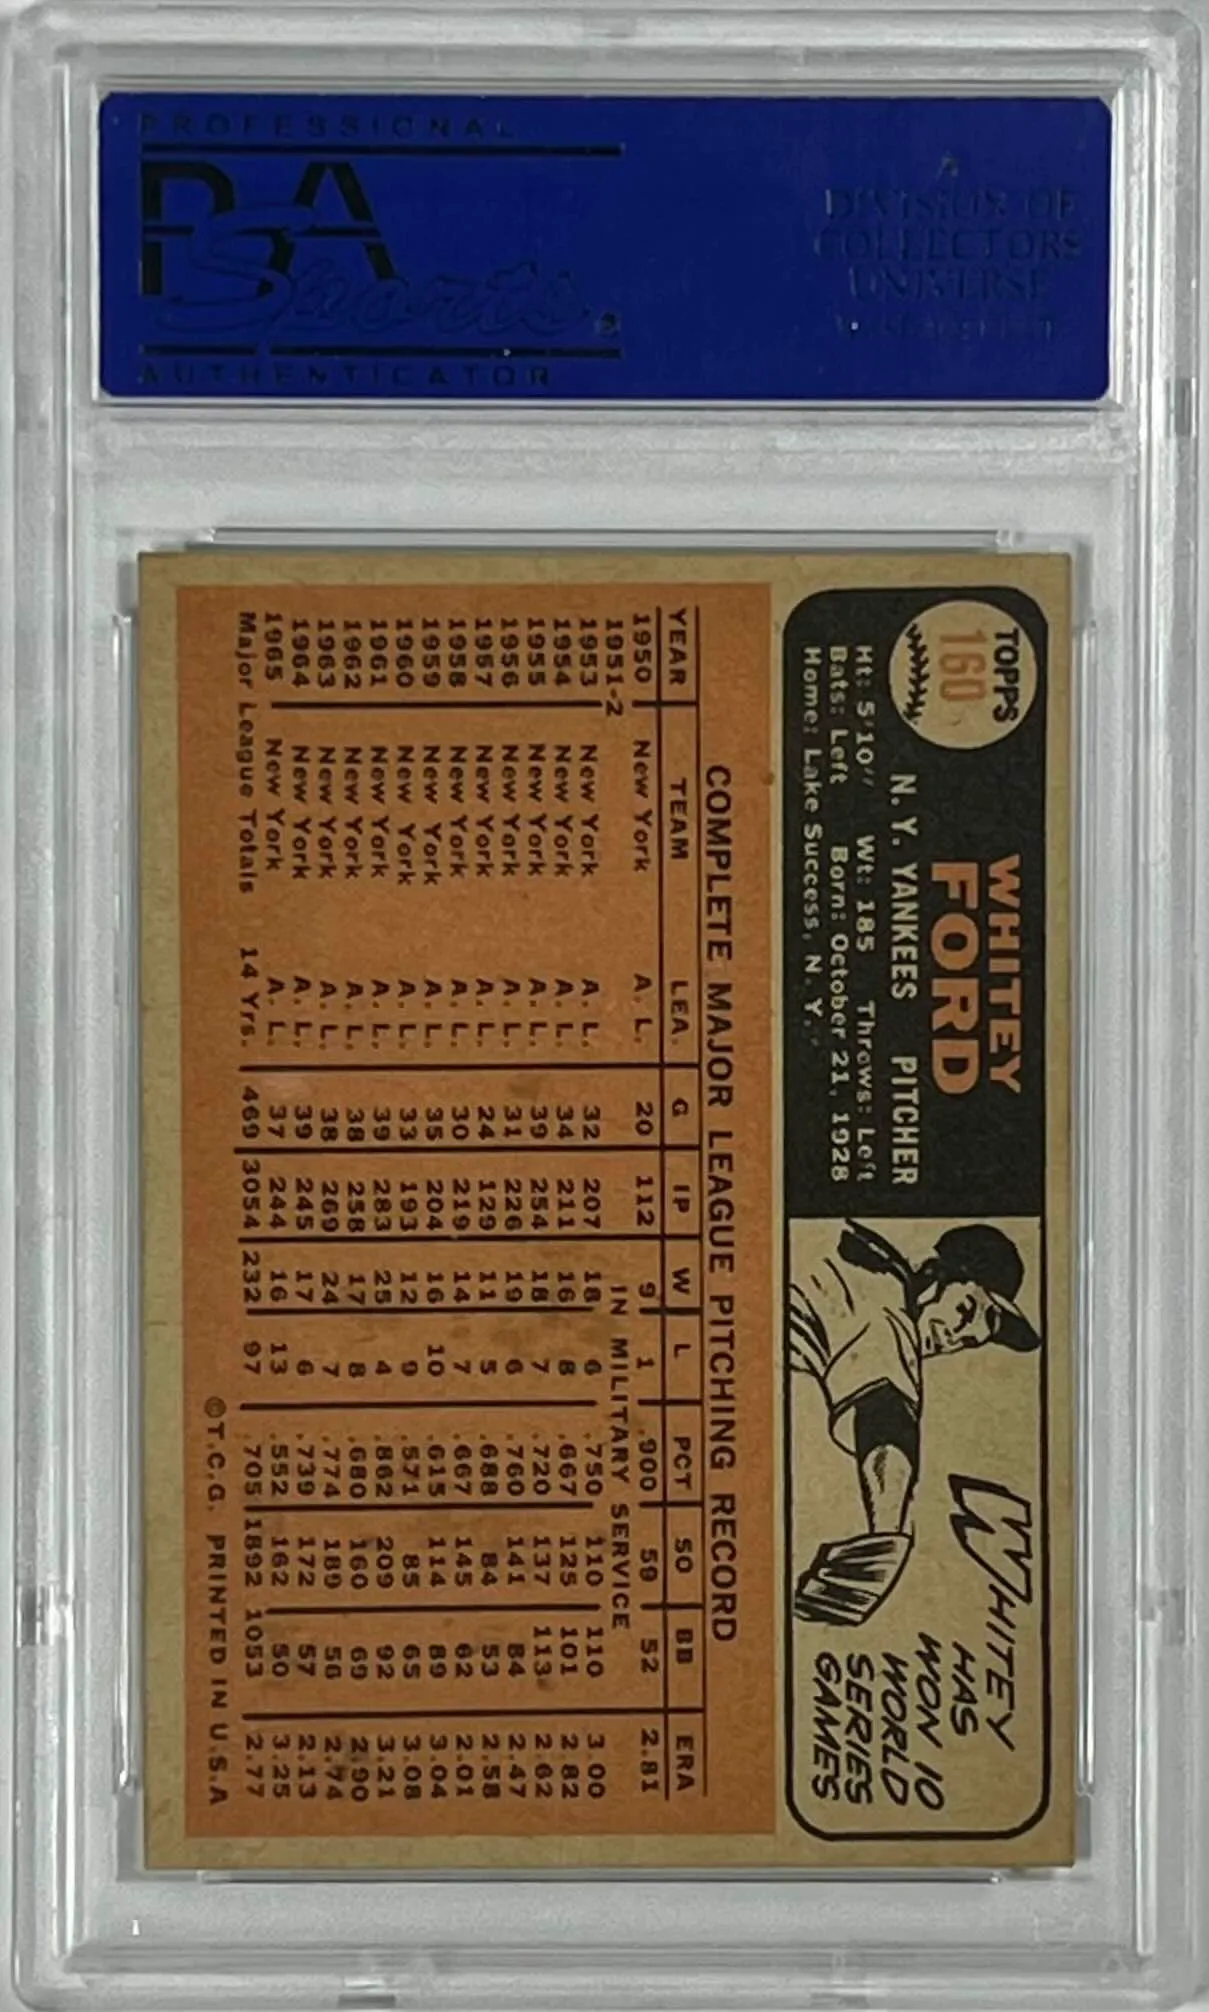 PROFESSIONAL
PSA
Sports
AUTHENTICATOR
A
DIVISION OF
COLLECTORS
UNIVERSE
TOPPS
160
WHITEY
FORD
N. Y. YANKEES PITCHER
Ht: 5'10" Wt: 185 Throws: Left
Bats: Left Born: October 21, 1928
Home: Lake Success, N. Y.
WHITEY
HAS
WON 10
WORLD
SERIES
GAMES
COMPLETE MAJOR LEAGUE PITCHING RECORD
YEAR TEAM LEA. G IP W L PCT SO BB ERA
1950 New York A. L. 20 112 9 1 .900 59 52 2.81
1951-2 IN MILITARY SERVICE
1953 New York A. L. 32 207 18 6 .750 110 110 3.00
1954 New York A. L. 34 211 16 8 .667 125 101 2.82
1955 New York A. L. 39 254 18 7 .720 137 113 2.62
1956 New York A. L. 31 226 19 6 .760 141 84 2.47
1957 New York A. L. 24 129 11 5 .688 84 53 2.58
1958 New York A. L. 30 219 14 7 .667 145 62 2.01
1959 New York A. L. 35 204 16 10 .615 114 89 3.04
1960 New York A. L. 33 193 12 9 .571 85 65 3.08
1961 New York A. L. 39 283 25 4 .862 209 92 3.21
1962 New York A. L. 38 258 17 8 .680 160 69 2.90
1963 New York A. L. 38 269 24 7 .774 189 56 2.74
1964 New York A. L. 39 245 17 6 .739 172 57 2.13
1965 New York A. L. 37 244 16 13 .552 162 50 3.25
Major League Totals 14 Yrs. 469 3054 232 97 .705 1892 1053 2.77
©T.C.G. PRINTED IN U.S.A